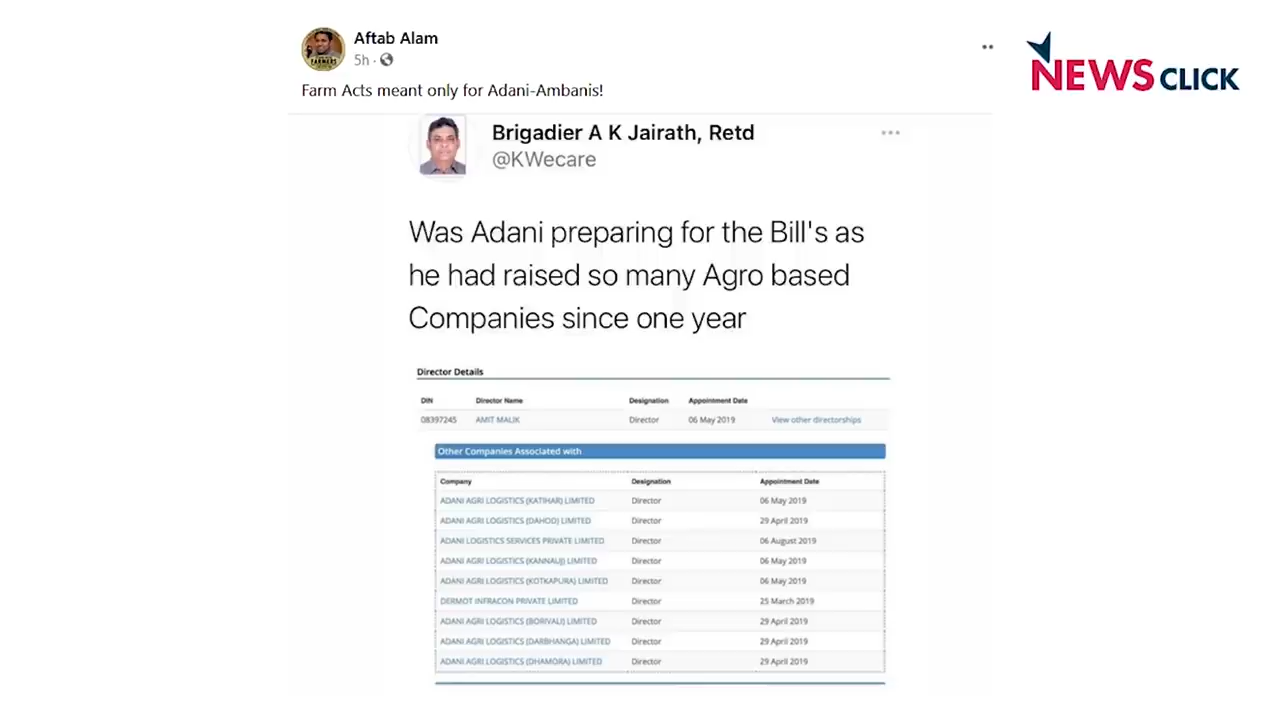 Aftab Alam
5h ·
Farm Acts meant only for Adani-Ambanis!
NEWS CLICK
Brigadier A K Jairath, Retd
@KWecare
Was Adani preparing for the Bill's as
he had raised so many Agro based
Companies since one year
Director Details
DIN Director Name Designation Appointment Date
08397245 AMIT MALIK Director 06 May 2019 View other directorships
Other Companies Associated with
Company Designation Appointment Date
ADANI AGRI LOGISTICS (KATIHAR) LIMITED Director 06 May 2019
ADANI AGRI LOGISTICS (DAHOD) LIMITED Director 29 April 2019
ADANI LOGISTICS SERVICES PRIVATE LIMITED Director 06 August 2019
ADANI AGRI LOGISTICS (KANNAUJ) LIMITED Director 06 May 2019
ADANI AGRI LOGISTICS (KOTKAPURA) LIMITED Director 06 May 2019
DERMOT INFRACON PRIVATE LIMITED Director 25 March 2019
ADANI AGRI LOGISTICS (BORIVALI) LIMITED Director 29 April 2019
ADANI AGRI LOGISTICS (DARBHANGA) LIMITED Director 29 April 2019
ADANI AGRI LOGISTICS (DHAMORA) LIMITED Director 29 April 2019